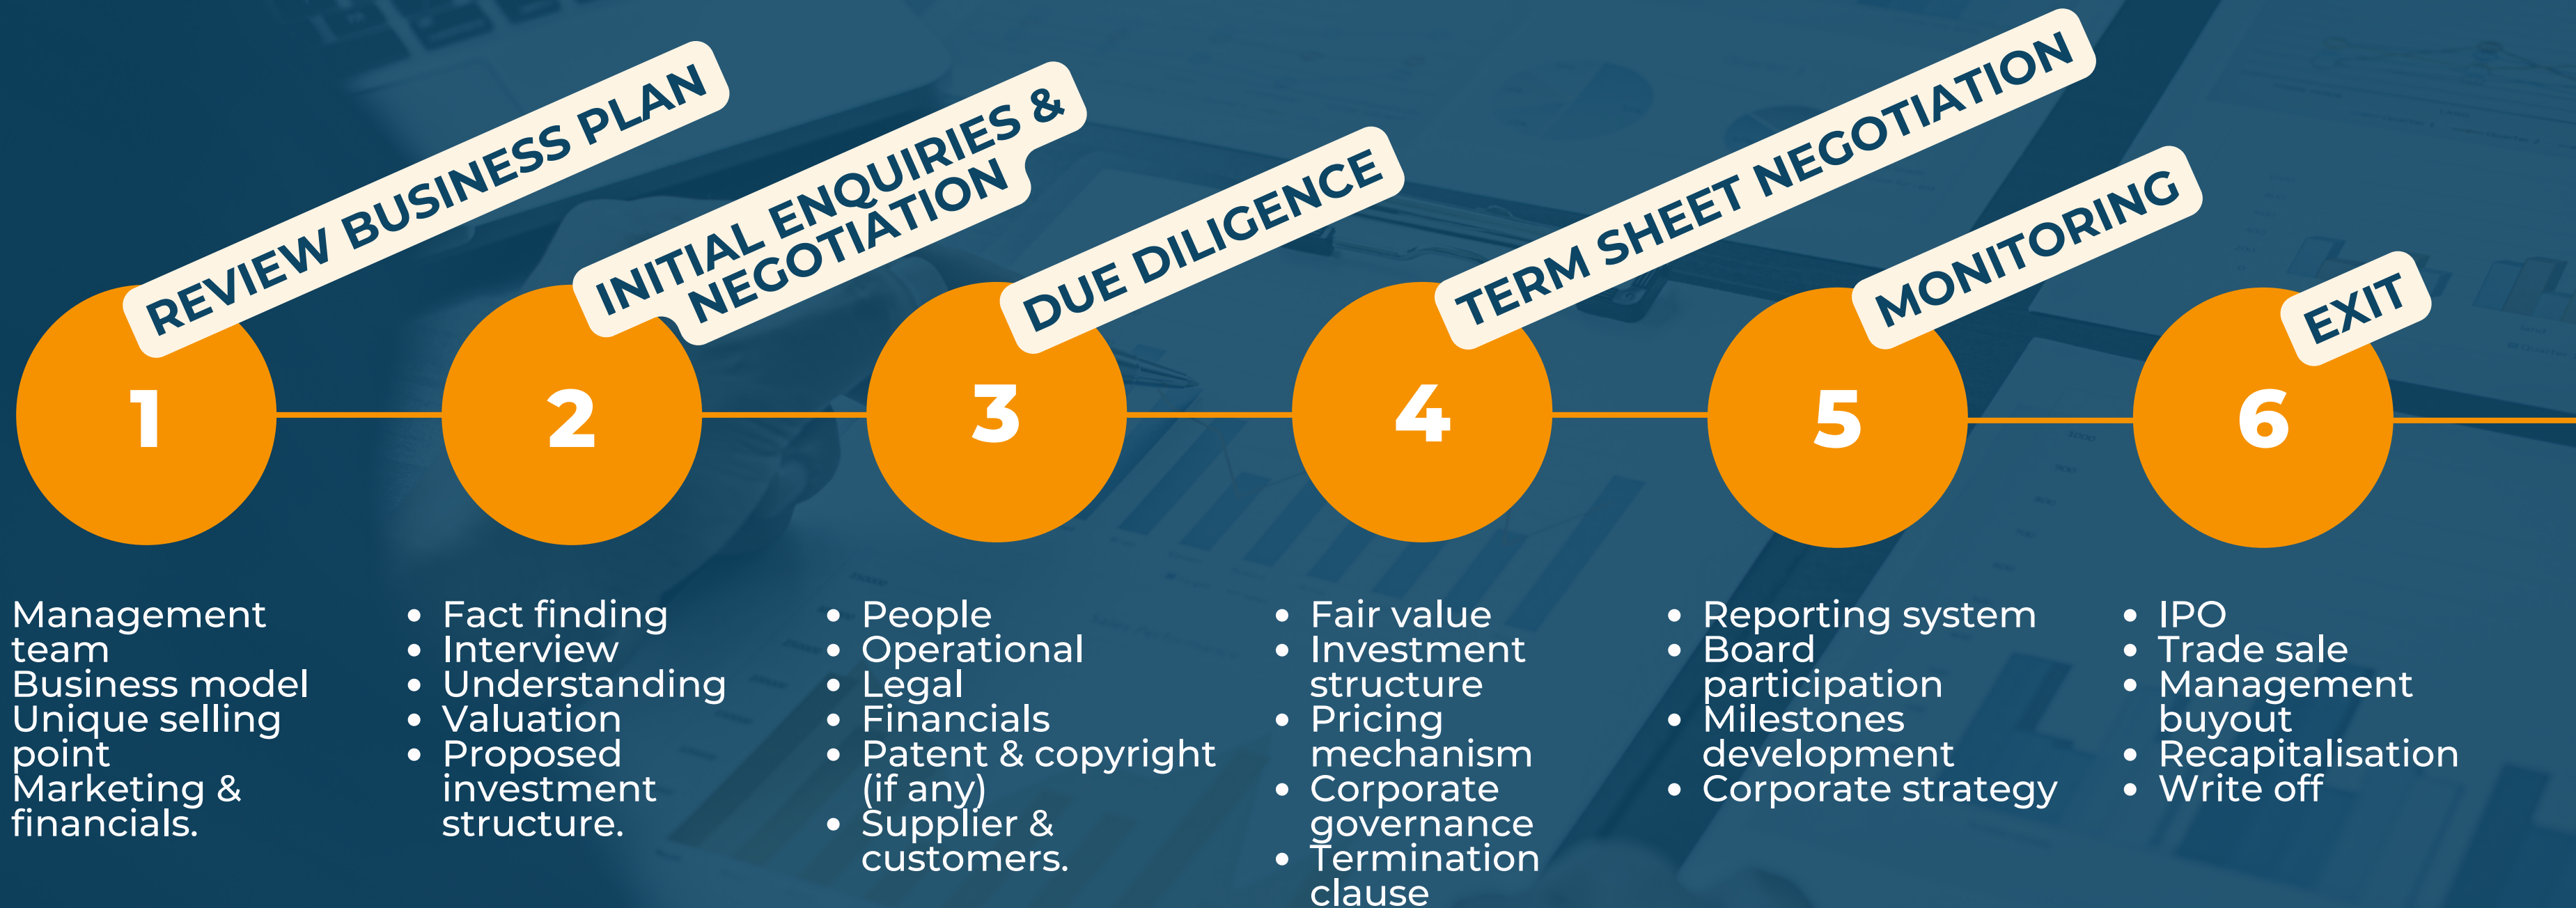 REVIEW BUSINESS PLAN
1
Management
team
Business model
Unique selling
point
Marketing &
financials.
INITIAL ENQUIRIES &
NEGOTIATION
2
• Fact finding
• Interview
• Understanding
• Valuation
• Proposed
investment
structure.
DUE DILIGENCE
3
• People
• Operational
• Legal
• Financials
• Patent & copyright
(if any)
• Supplier &
customers.
TERM SHEET NEGOTIATION
4
• Fair value
• Investment
structure
• Pricing
mechanism
• Corporate
governance
• Termination
clause
MONITORING
5
• Reporting system
• Board
participation
• Milestones
development
• Corporate strategy
EXIT
6
• IPO
• Trade sale
• Management
buyout
• Recapitalisation
• Write off